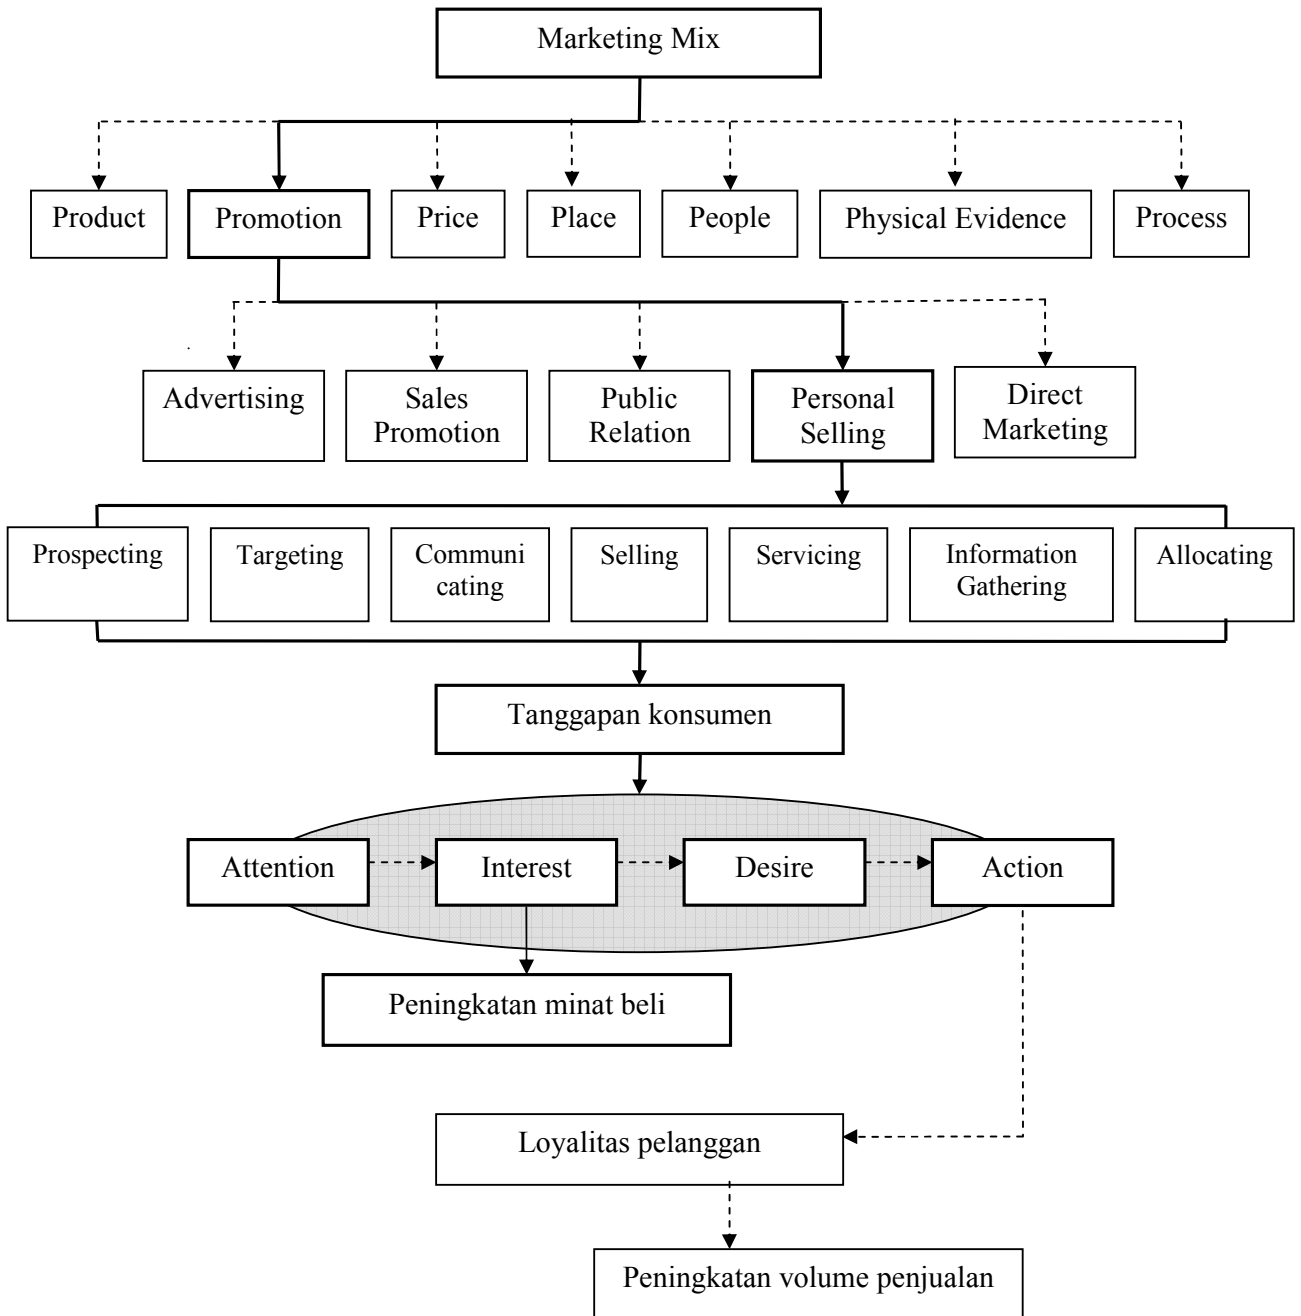 Marketing Mix
Product
Promotion
Price
Place
People
Physical Evidence
Process
Advertising
Sales
Promotion
Public
Relation
Personal
Selling
Direct
Marketing
Prospecting
Targeting
Communi
cating
Selling
Servicing
Information
Gathering
Allocating
Tanggapan konsumen
Attention
Interest
Desire
Action
Peningkatan minat beli
Loyalitas pelanggan
Peningkatan volume penjualan